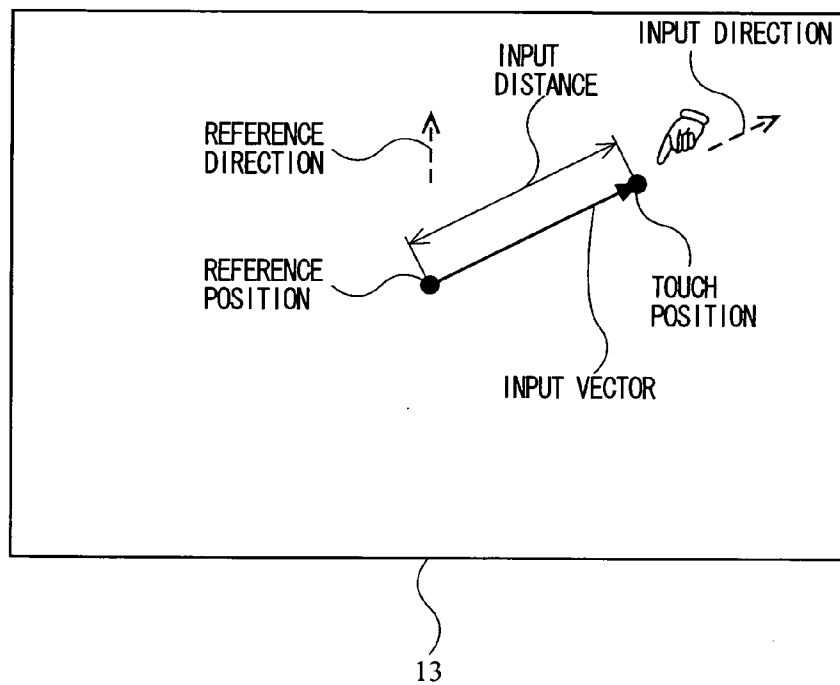 INPUT DIRECTION
INPUT
DISTANCE
REFERENCE
DIRECTION
REFERENCE
POSITION
TOUCH
POSITION
INPUT VECTOR
13